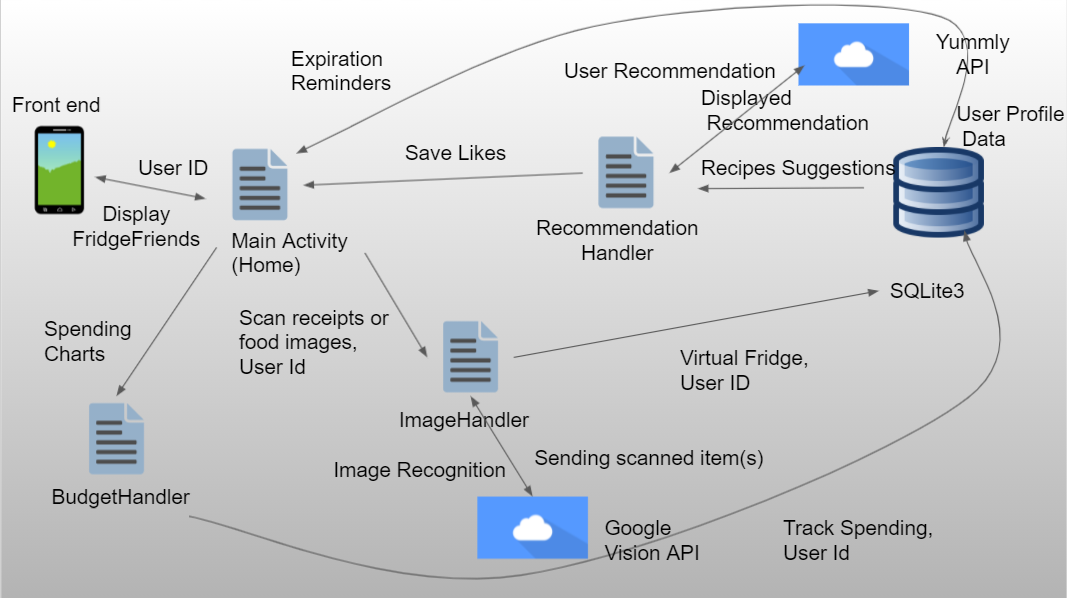 Expiration
Reminders
User Recommendation
Yummly
API
Displayed
Recommendation
Front end
User Profile
Data
User ID
Save Likes
Recipes Suggestions
Display
FridgeFriends
Main Activity
(Home)
Recommendation
Handler
SQLite3
Spending
Charts
Scan receipts or
food images,
User Id
Virtual Fridge,
User ID
ImageHandler
Image Recognition
Sending scanned item(s)
BudgetHandler
Google
Vision API
Track Spending,
User Id